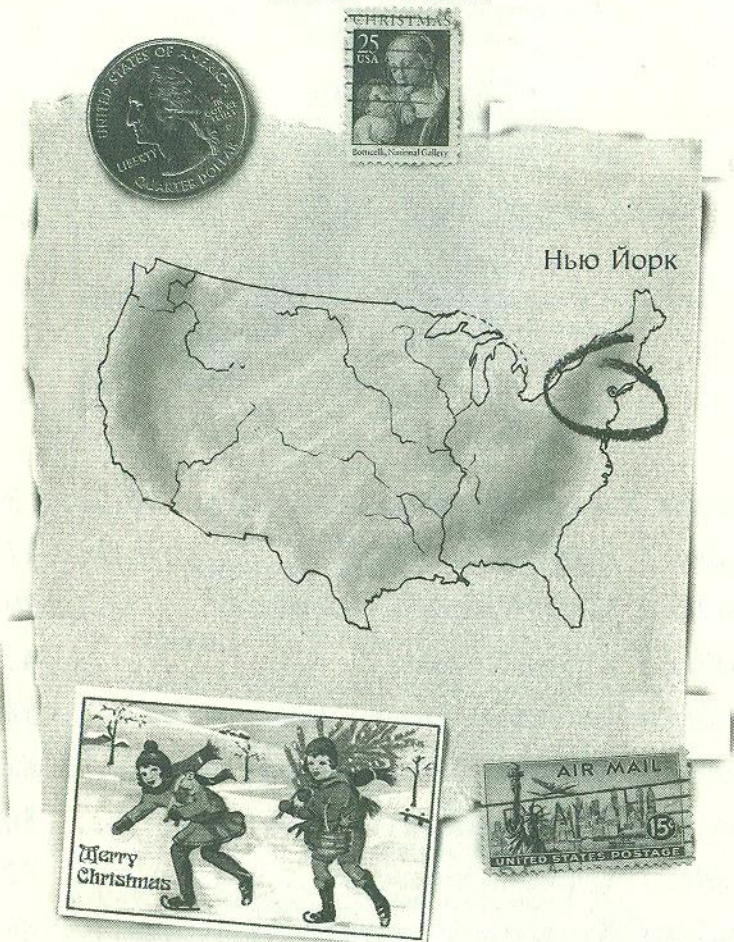 UNITED STATES OF AMERICA
LIBERTY
IN
GOD WE
TRUST
QUARTER DOLLAR
CHRISTMAS
25
USA
Botticelli, National Gallery
Нью Йорк
Merry
Christmas
AIR MAIL
15¢
UNITED STATES POSTAGE